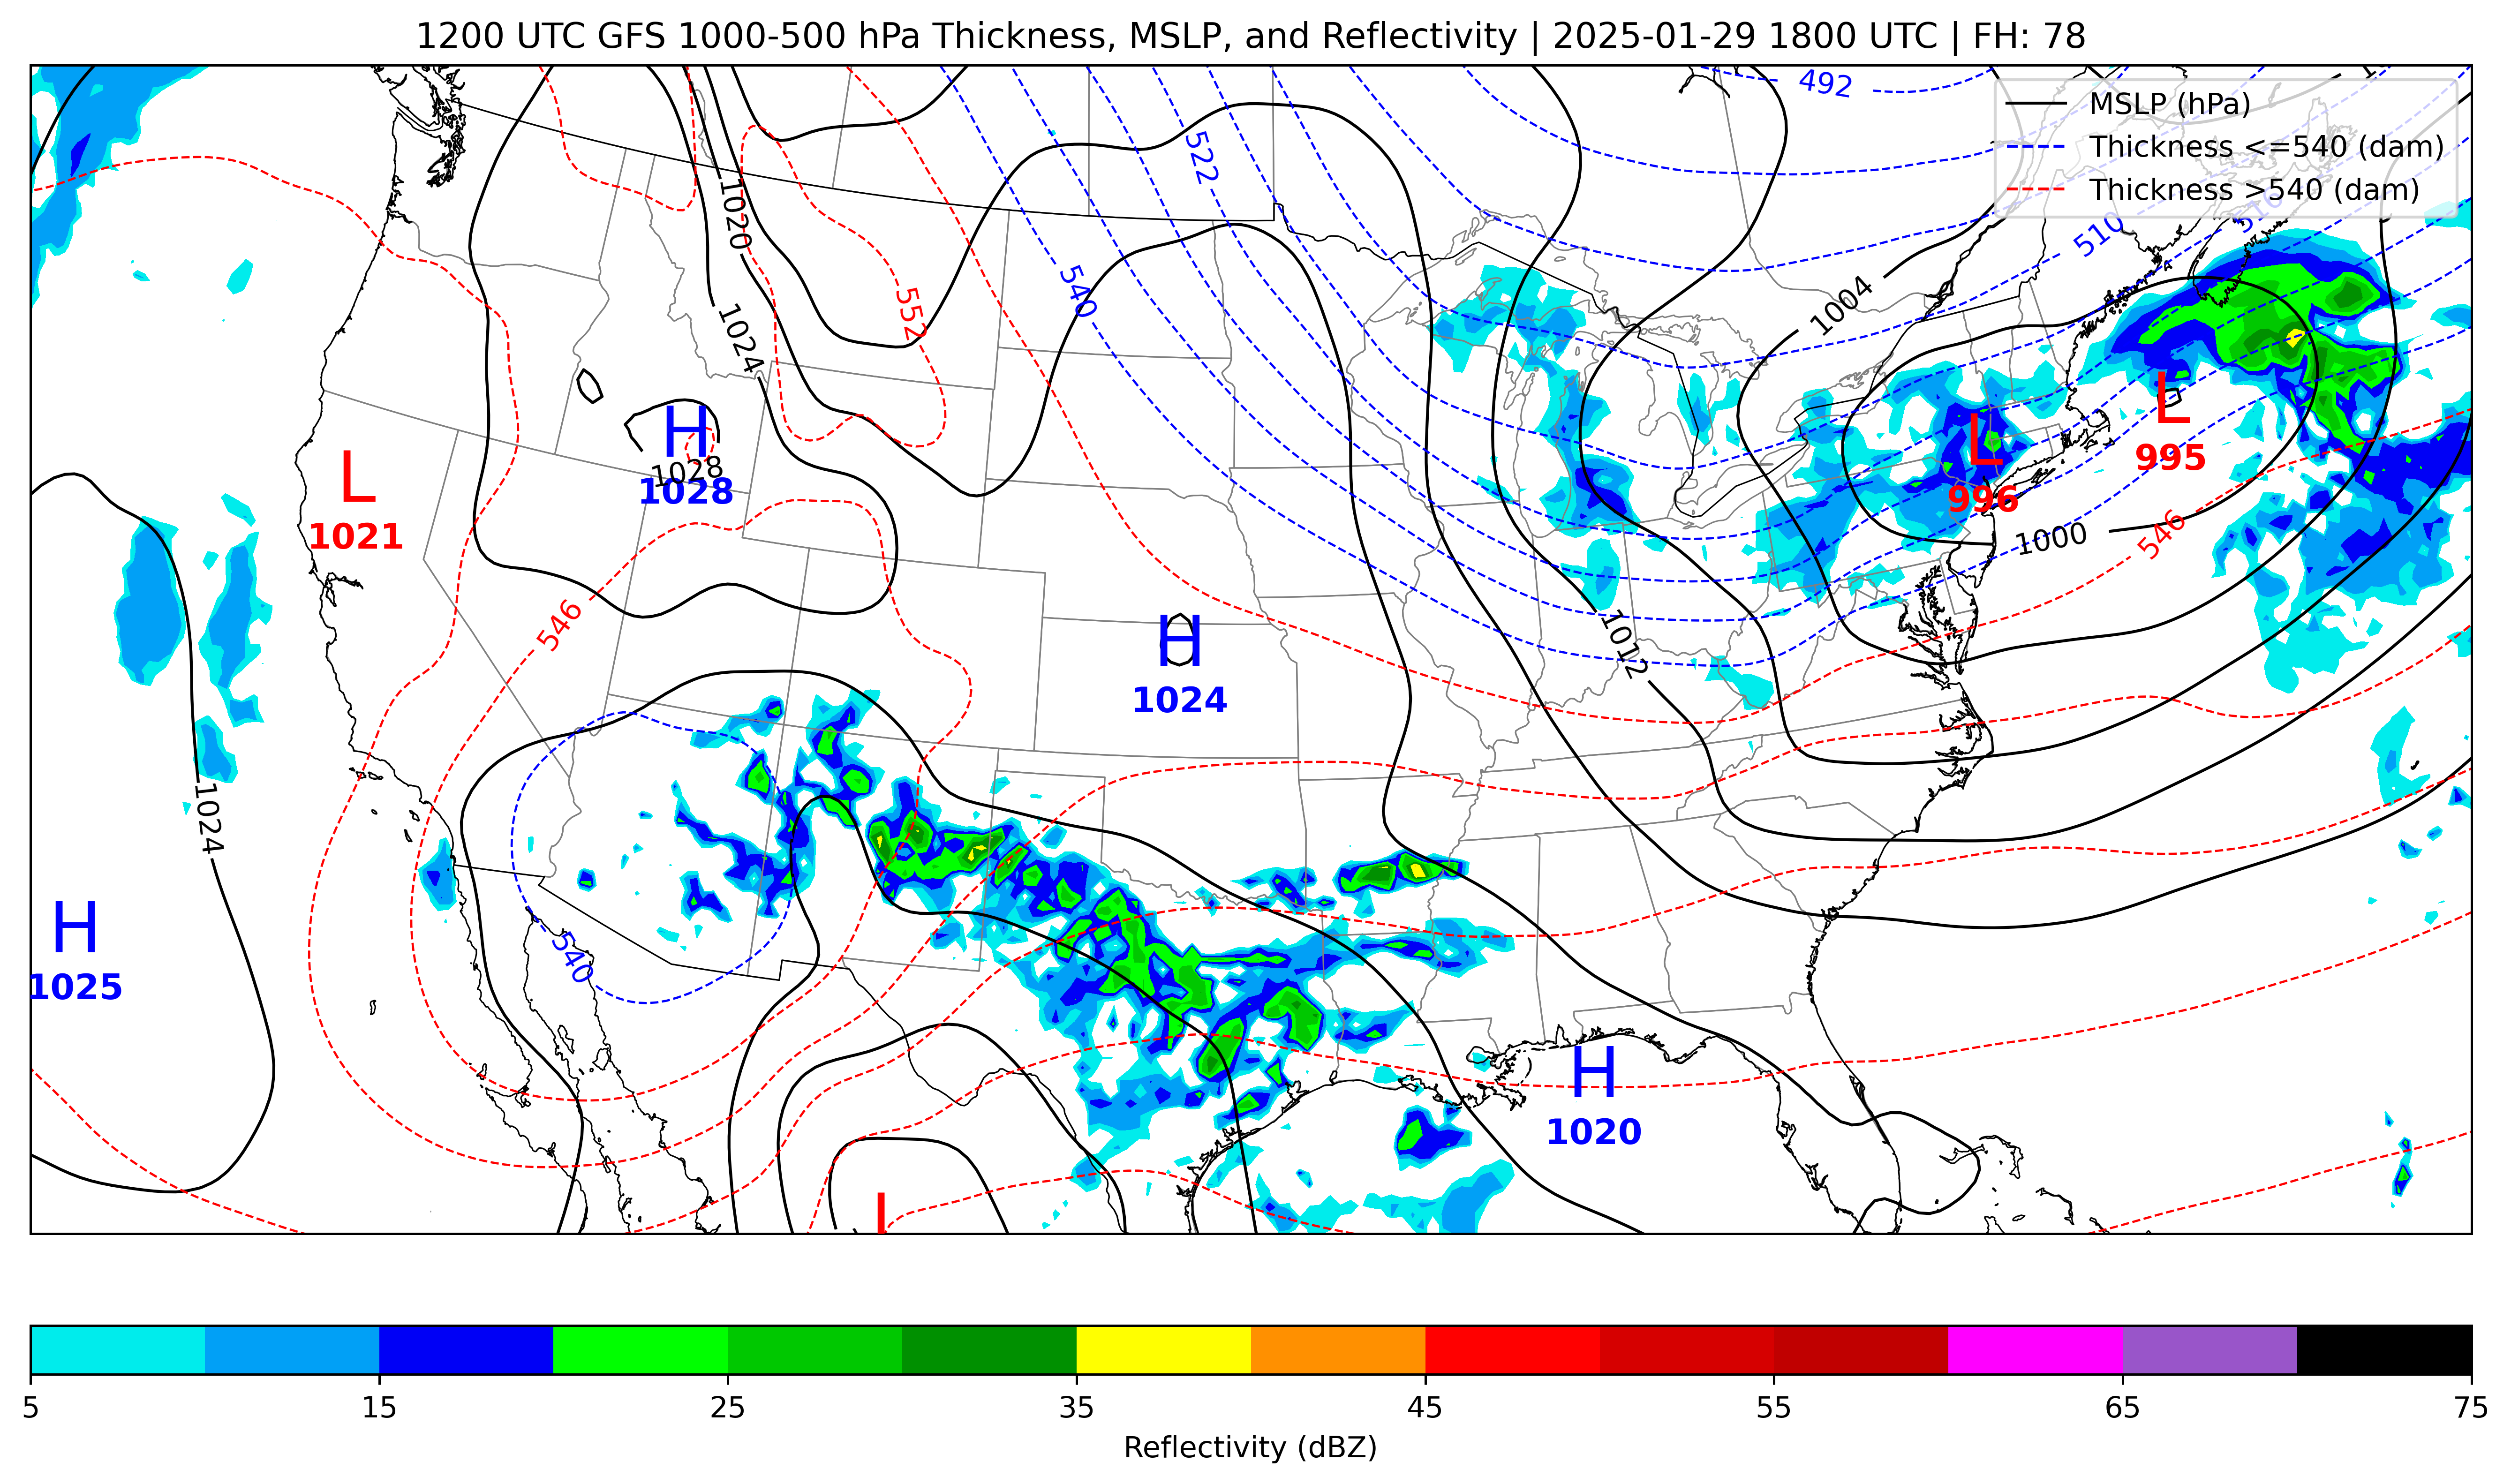 1200 UTC GFS 1000-500 hPa Thickness, MSLP, and Reflectivity | 2025-01-29 1800 UTC | FH: 78
492
MSLP (hPa)
Thickness <=540 (dam)
Thickness >540 (dam)
522
1020
510
510
540
552
1004
1024
L
995
H
1028
1028
L
996
L
1021
1000
546
546
1012
H
1024
1024
H
1025
540
H
1020
L
5
15
25
35
45
55
65
75
Reflectivity (dBZ)